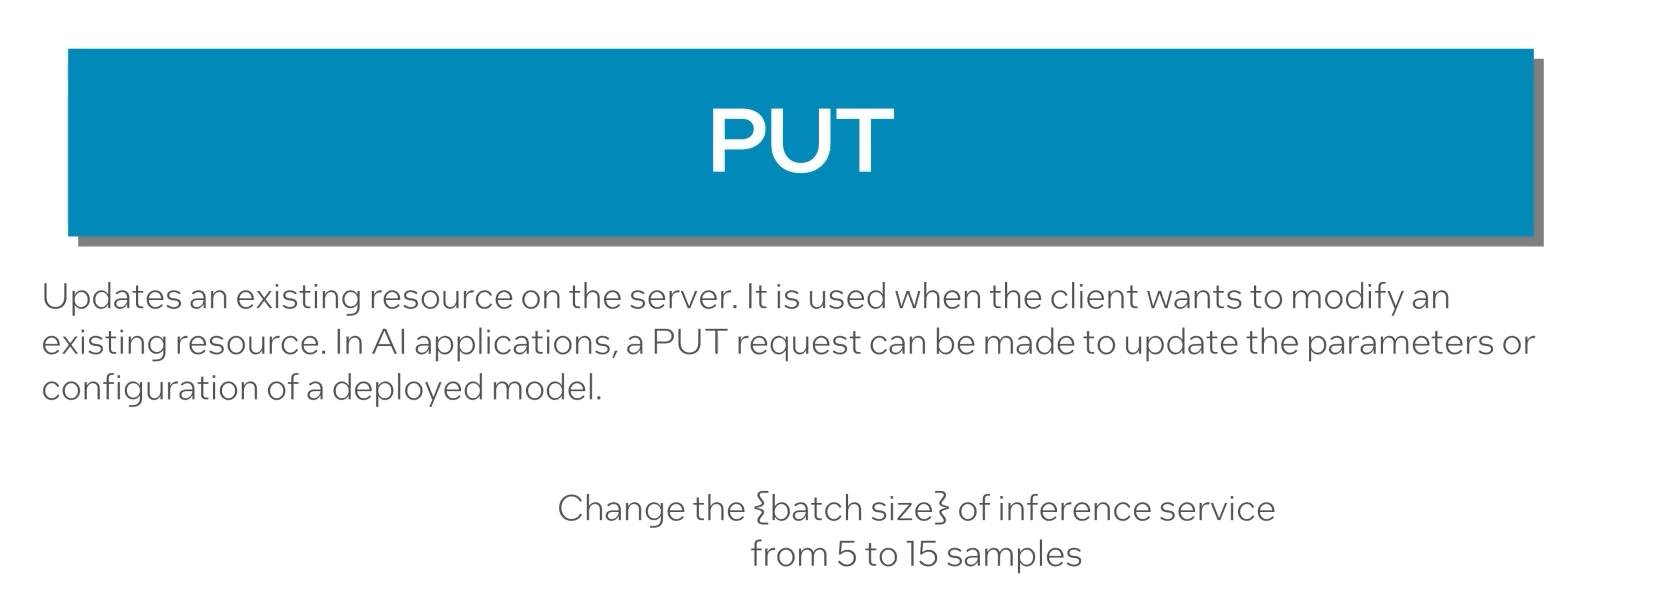 PUT
Updates an existing resource on the server. It is used when the client wants to modify an
existing resource. In AI applications, a PUT request can be made to update the parameters or
configuration of a deployed model.
Change the {batch size} of inference service
from 5 to 15 samples